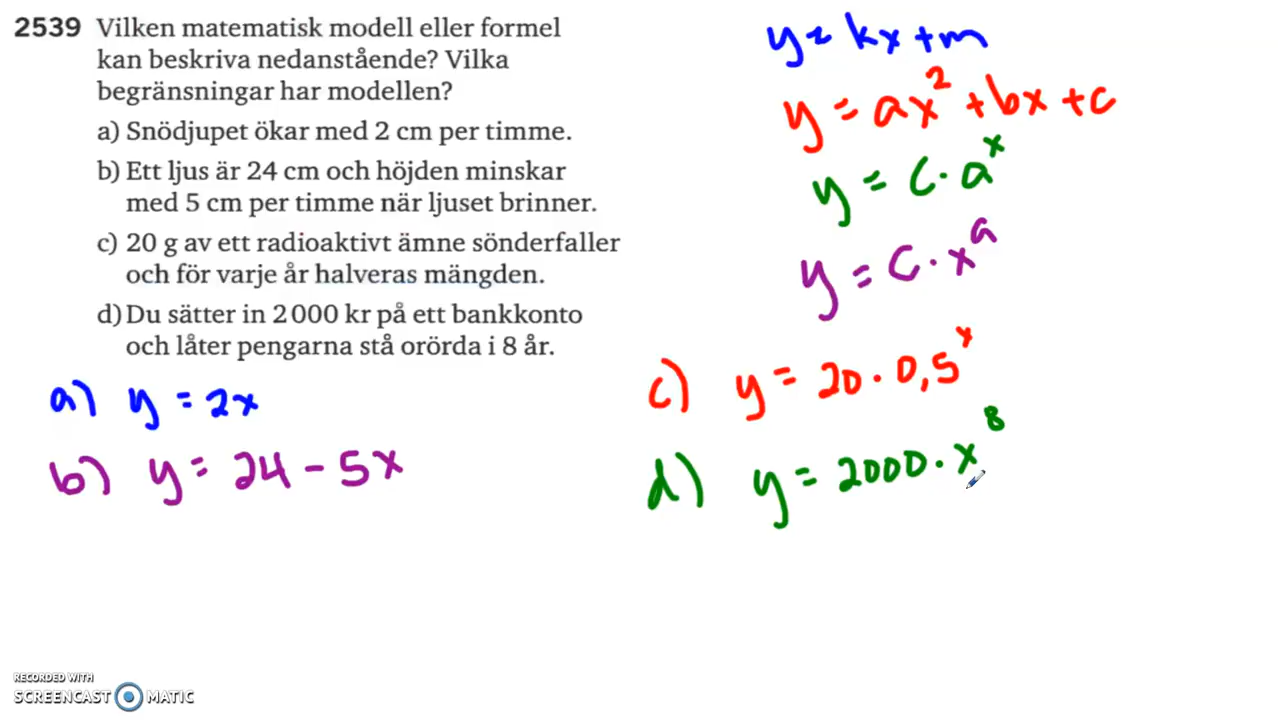 2539 Vilken matematisk modell eller formel
kan beskriva nedanstående? Vilka
begränsningar har modellen?
a) Snödjupet ökar med 2 cm per timme.
b) Ett ljus är 24 cm och höjden minskar
med 5 cm per timme när ljuset brinner.
c) 20 g av ett radioaktivt ämne sönderfaller
och för varje år halveras mängden.
d) Du sätter in 2 000 kr på ett bankkonto
och låter pengarna stå orörda i 8 år.
y = kx + m
y = ax² + bx + c
y = C · a^x
y = C · x^a
a) y = 2x
b) y = 24 - 5x
c) y = 20 · 0,5^x
d) y = 2000 · x^8
RECORDED WITH
SCREENCAST MATIC